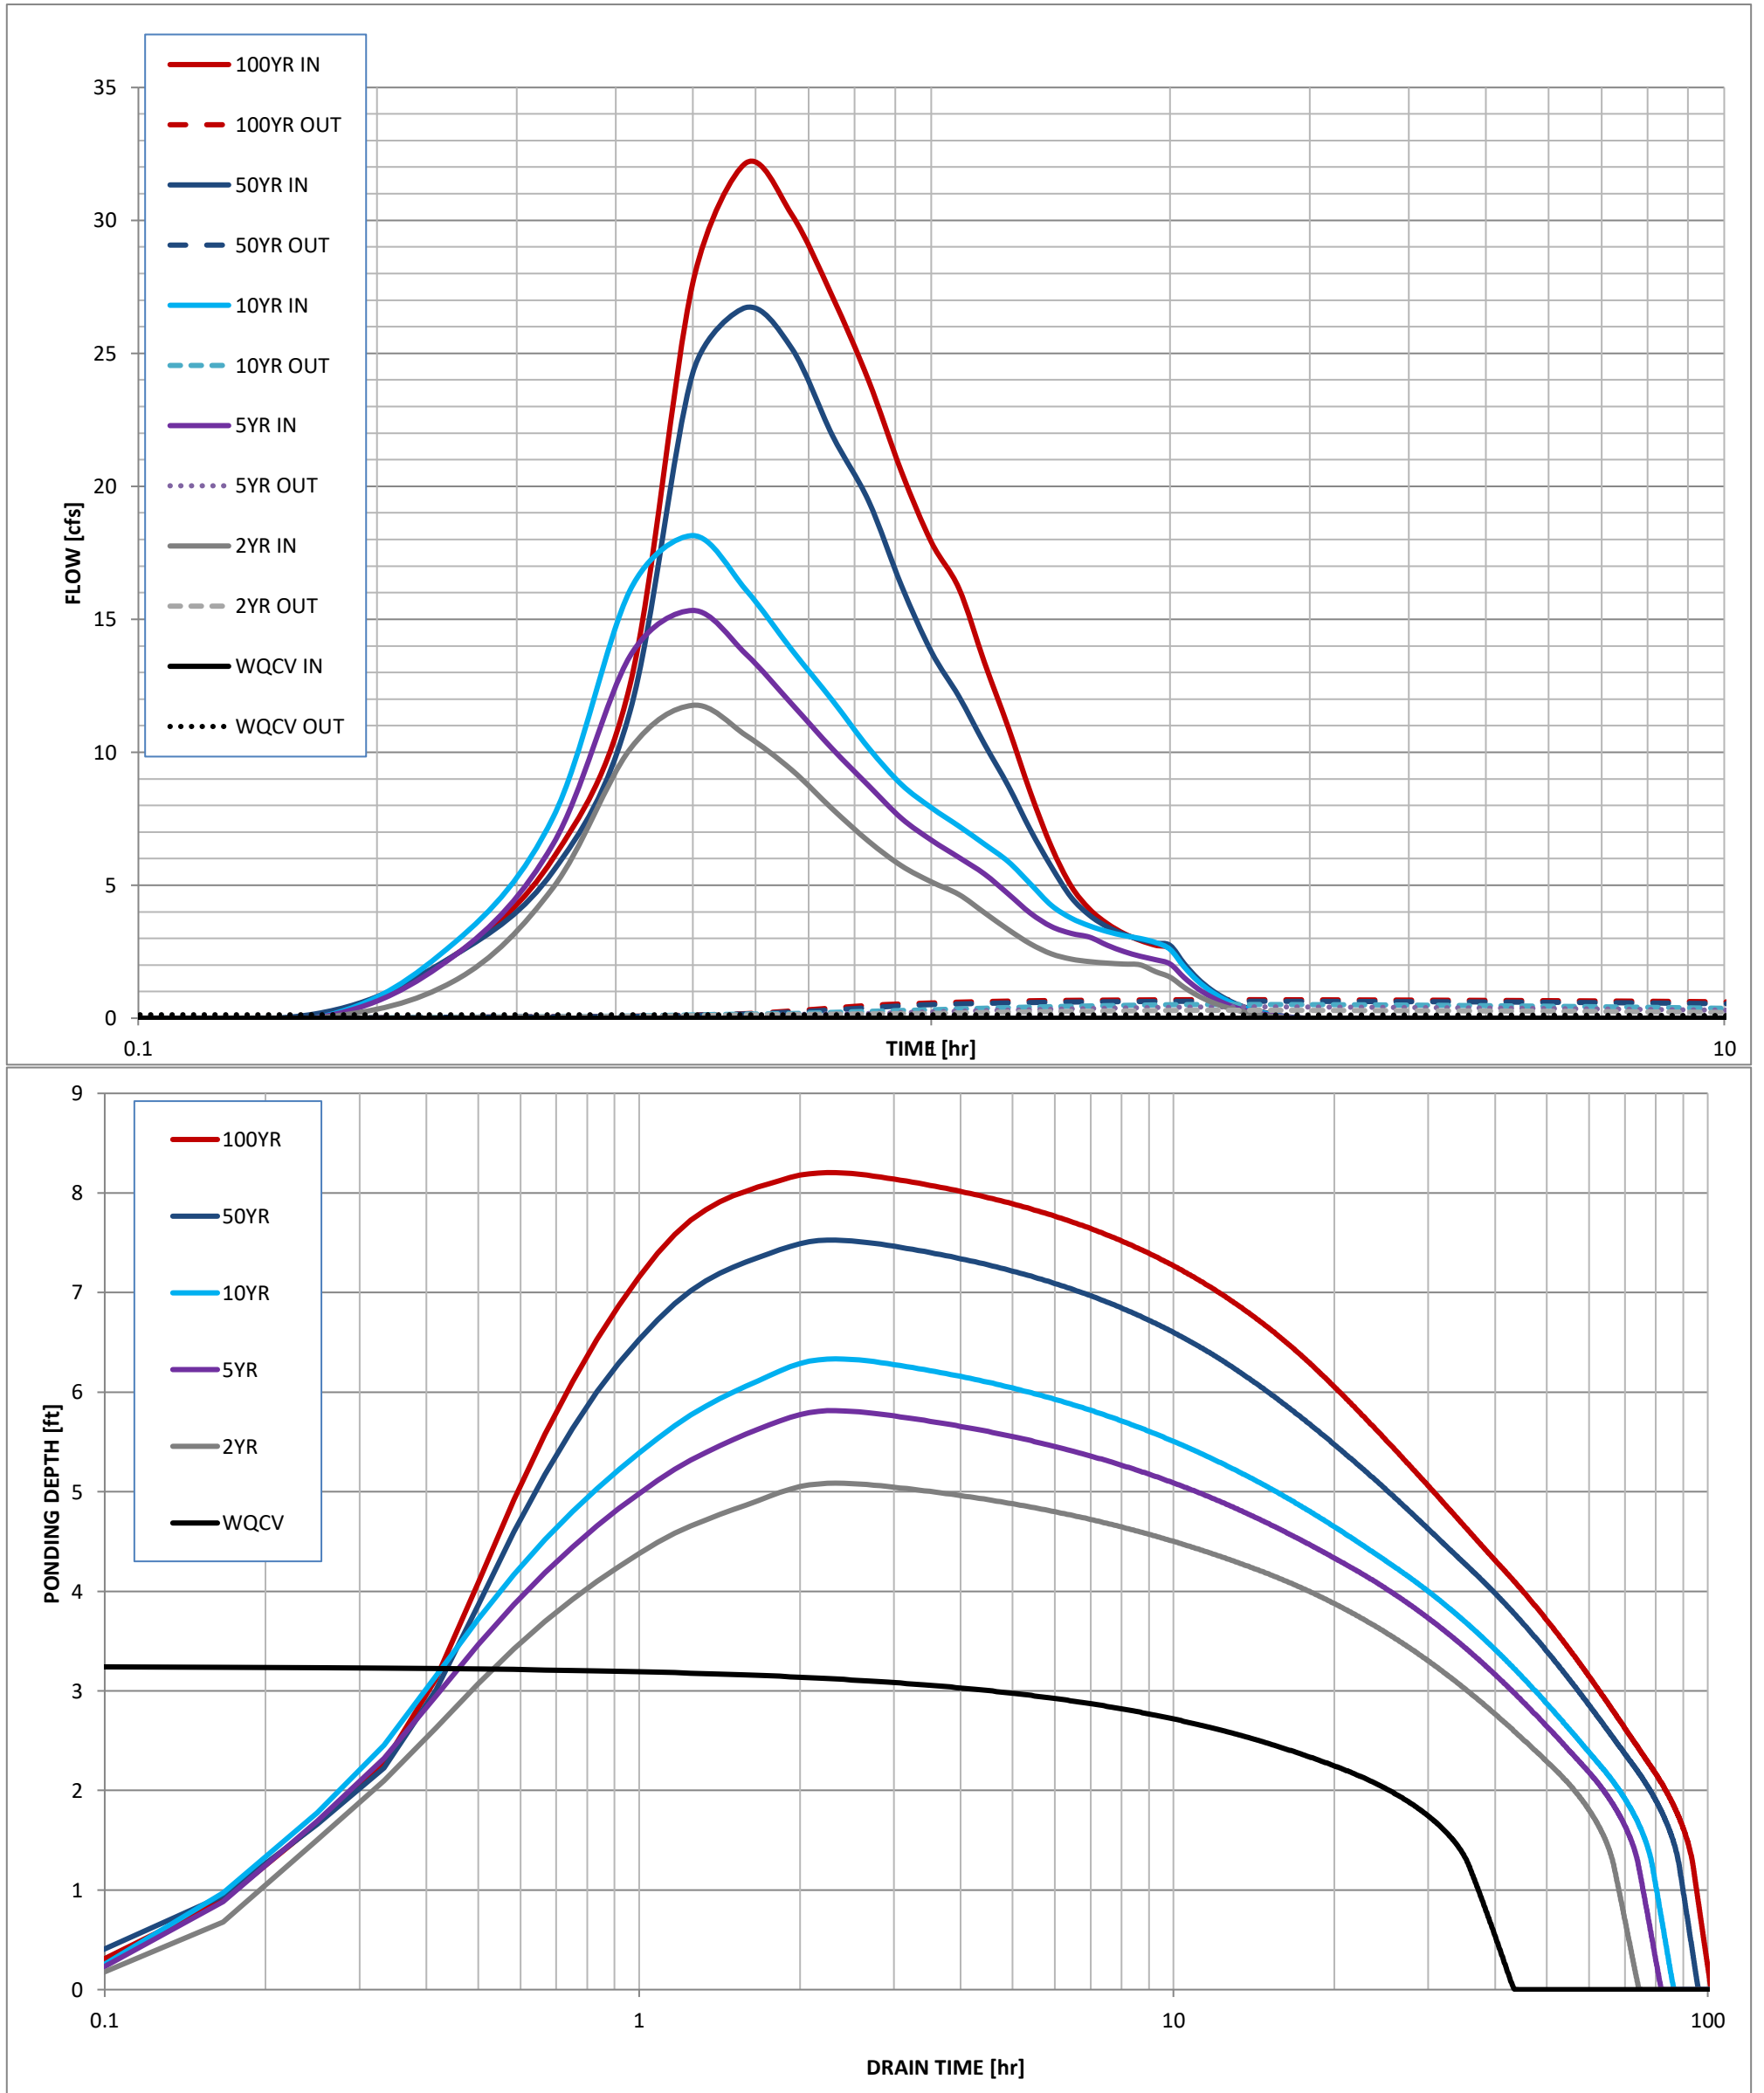 100YR IN
100YR OUT
50YR IN
50YR OUT
10YR IN
10YR OUT
5YR IN
5YR OUT
2YR IN
2YR OUT
WQCV IN
WQCV OUT
35
30
25
20
15
10
5
0
FLOW [cfs]
0.1
1
10
TIME [hr]
9
8
7
6
5
4
3
2
1
0
PONDING DEPTH [ft]
100YR
50YR
10YR
5YR
2YR
WQCV
0.1
1
10
100
DRAIN TIME [hr]